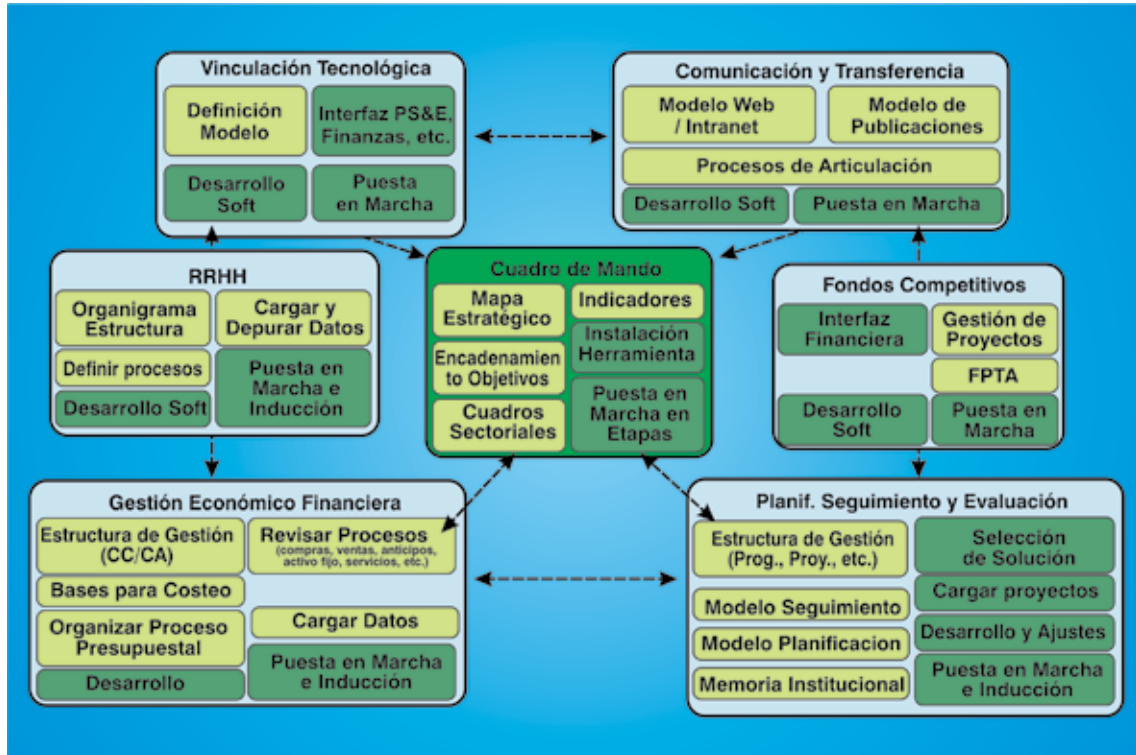 Vinculación Tecnológica
Definición
Modelo
Interfaz PS&E,
Finanzas, etc.
Desarrollo
Soft
Puesta
en Marcha
Comunicación y Transferencia
Modelo Web
/ Intranet
Modelo de
Publicaciones
Procesos de Articulación
Desarrollo Soft
Puesta en Marcha
RRHH
Organigrama
Estructura
Cargar y
Depurar Datos
Definir procesos
Puesta en
Marcha e
Inducción
Desarrollo Soft
Cuadro de Mando
Mapa
Estratégico
Indicadores
Instalación
Herramienta
Encadenamien
to Objetivos
Puesta en
Marcha en
Etapas
Cuadros
Sectoriales
Fondos Competitivos
Interfaz
Financiera
Gestión de
Proyectos
FPTA
Desarrollo
Soft
Puesta en
Marcha
Gestión Económico Financiera
Estructura de Gestión
(CC/CA)
Revisar Procesos
(compras, ventas, anticipos,
activo fijo, servicios, etc.)
Bases para Costeo
Organizar Proceso
Presupuestal
Cargar Datos
Desarrollo
Puesta en Marcha
e Inducción
Planif. Seguimiento y Evaluación
Estructura de Gestión
(Prog., Proy., etc.)
Selección
de Solución
Modelo Seguimiento
Cargar proyectos
Modelo Planificacion
Desarrollo y Ajustes
Memoria Institucional
Puesta en Marcha
e Inducción